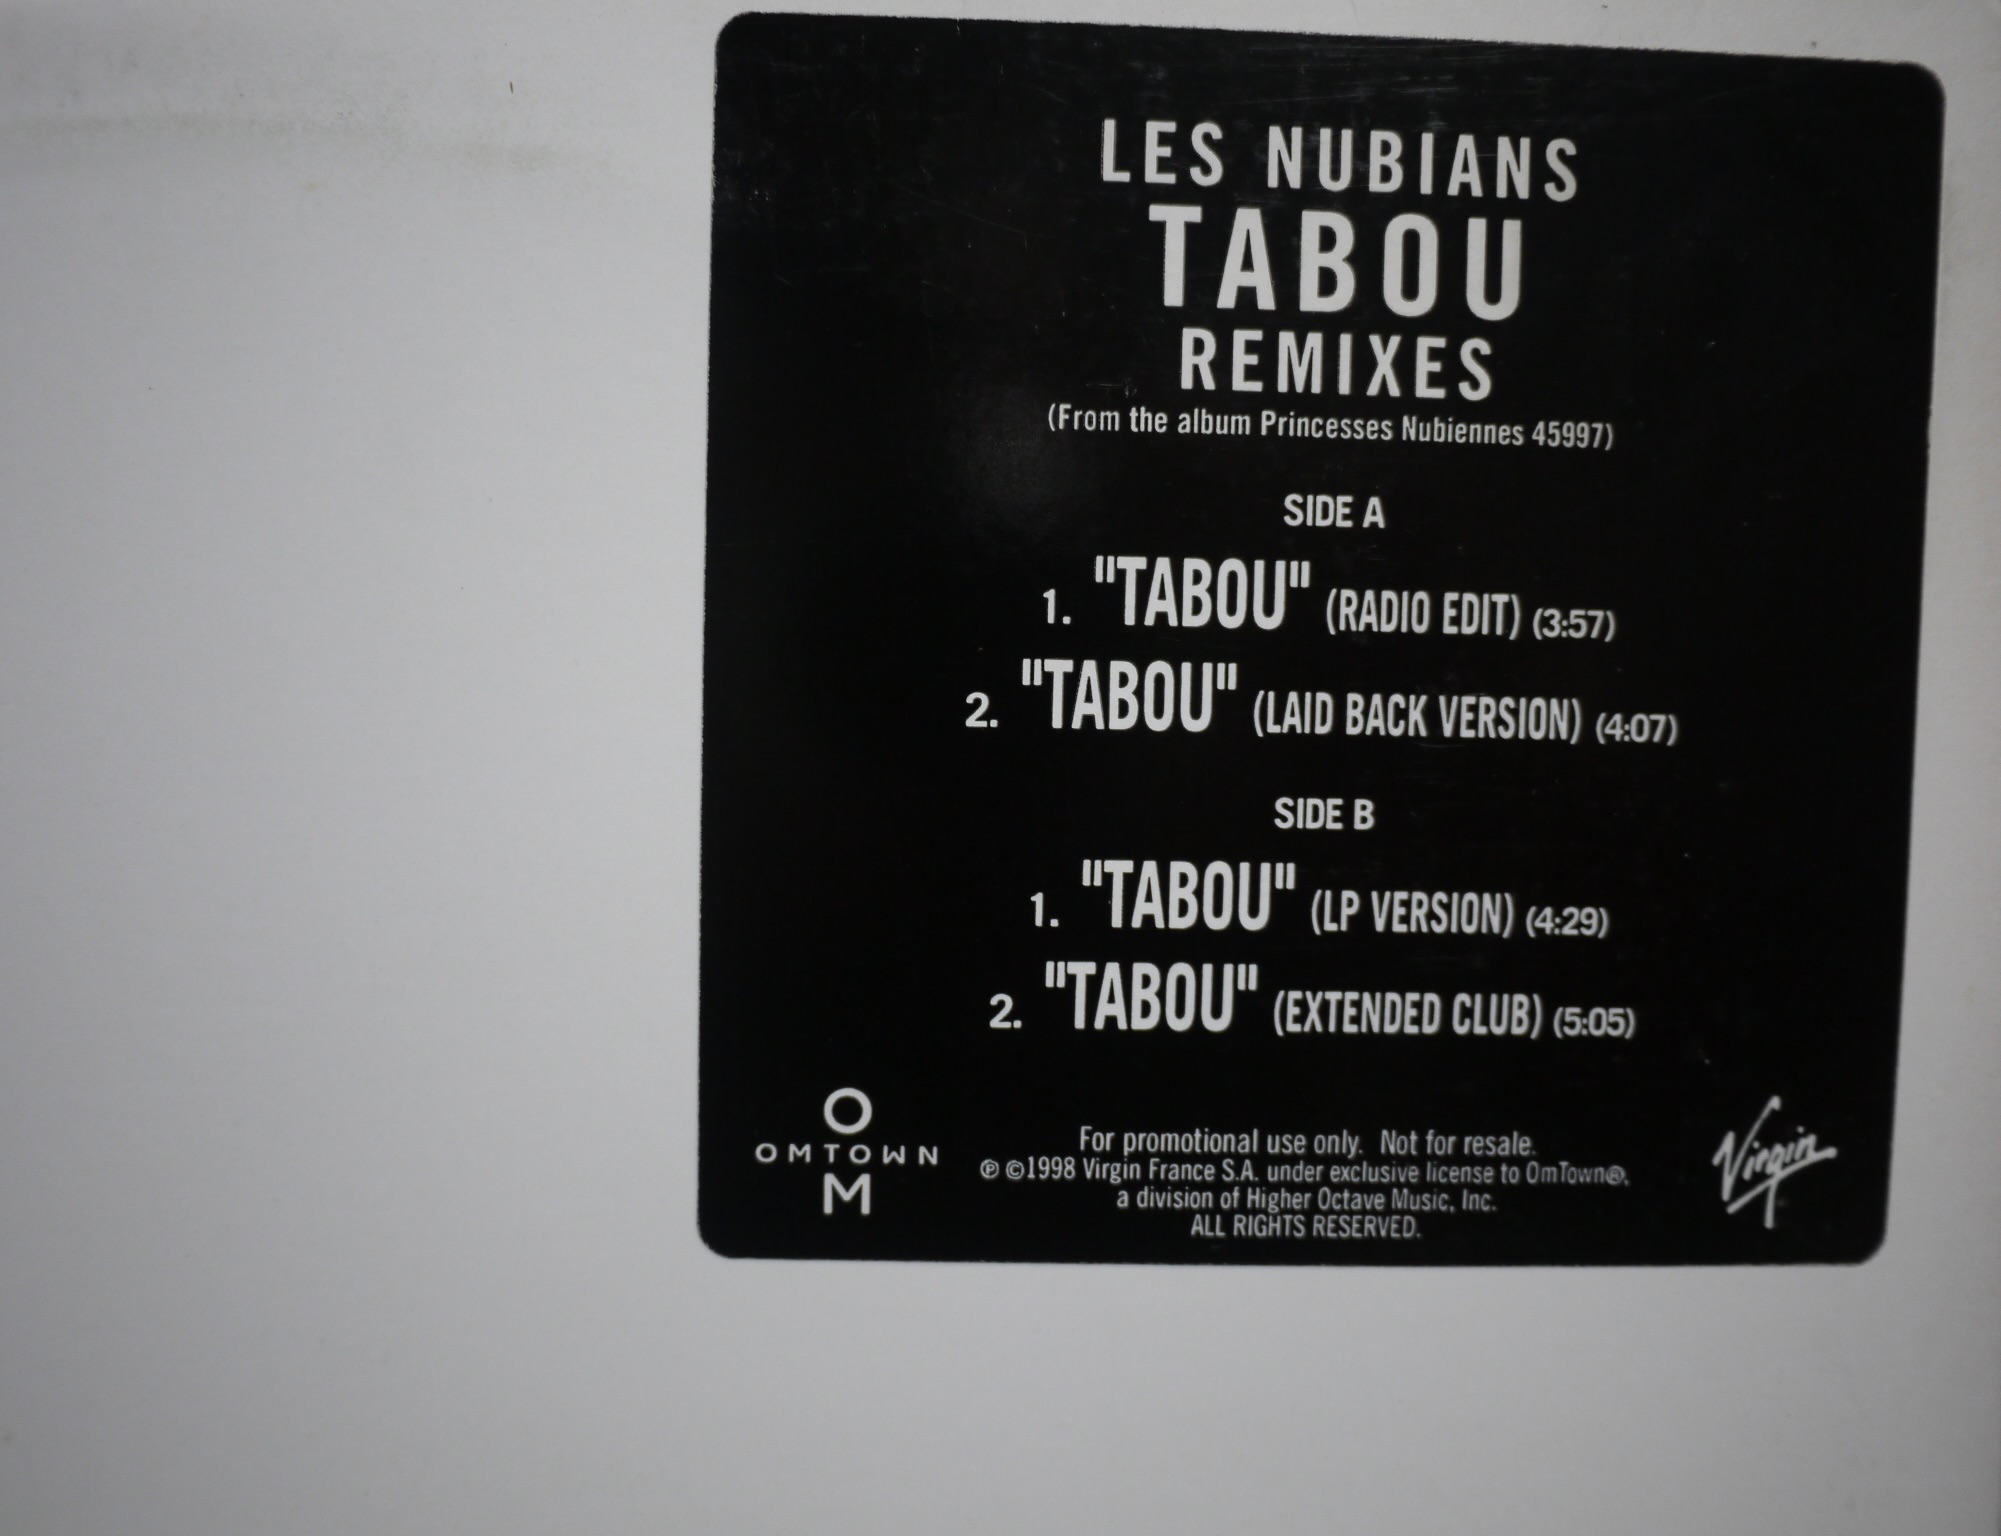 LES NUBIANS
TABOU
REMIXES
(From the album Princesses Nubiennes 45997)
SIDE A
1. "TABOU" (RADIO EDIT) (3:57)
2. "TABOU" (LAID BACK VERSION) (4:07)
SIDE B
1. "TABOU" (LP VERSION) (4:29)
2. "TABOU" (EXTENDED CLUB) (5:05)
O
OMTOWN
M
For promotional use only. Not for resale.
℗ ©1998 Virgin France S.A. under exclusive license to OmTown®,
a division of Higher Octave Music, Inc.
ALL RIGHTS RESERVED.
Virgin